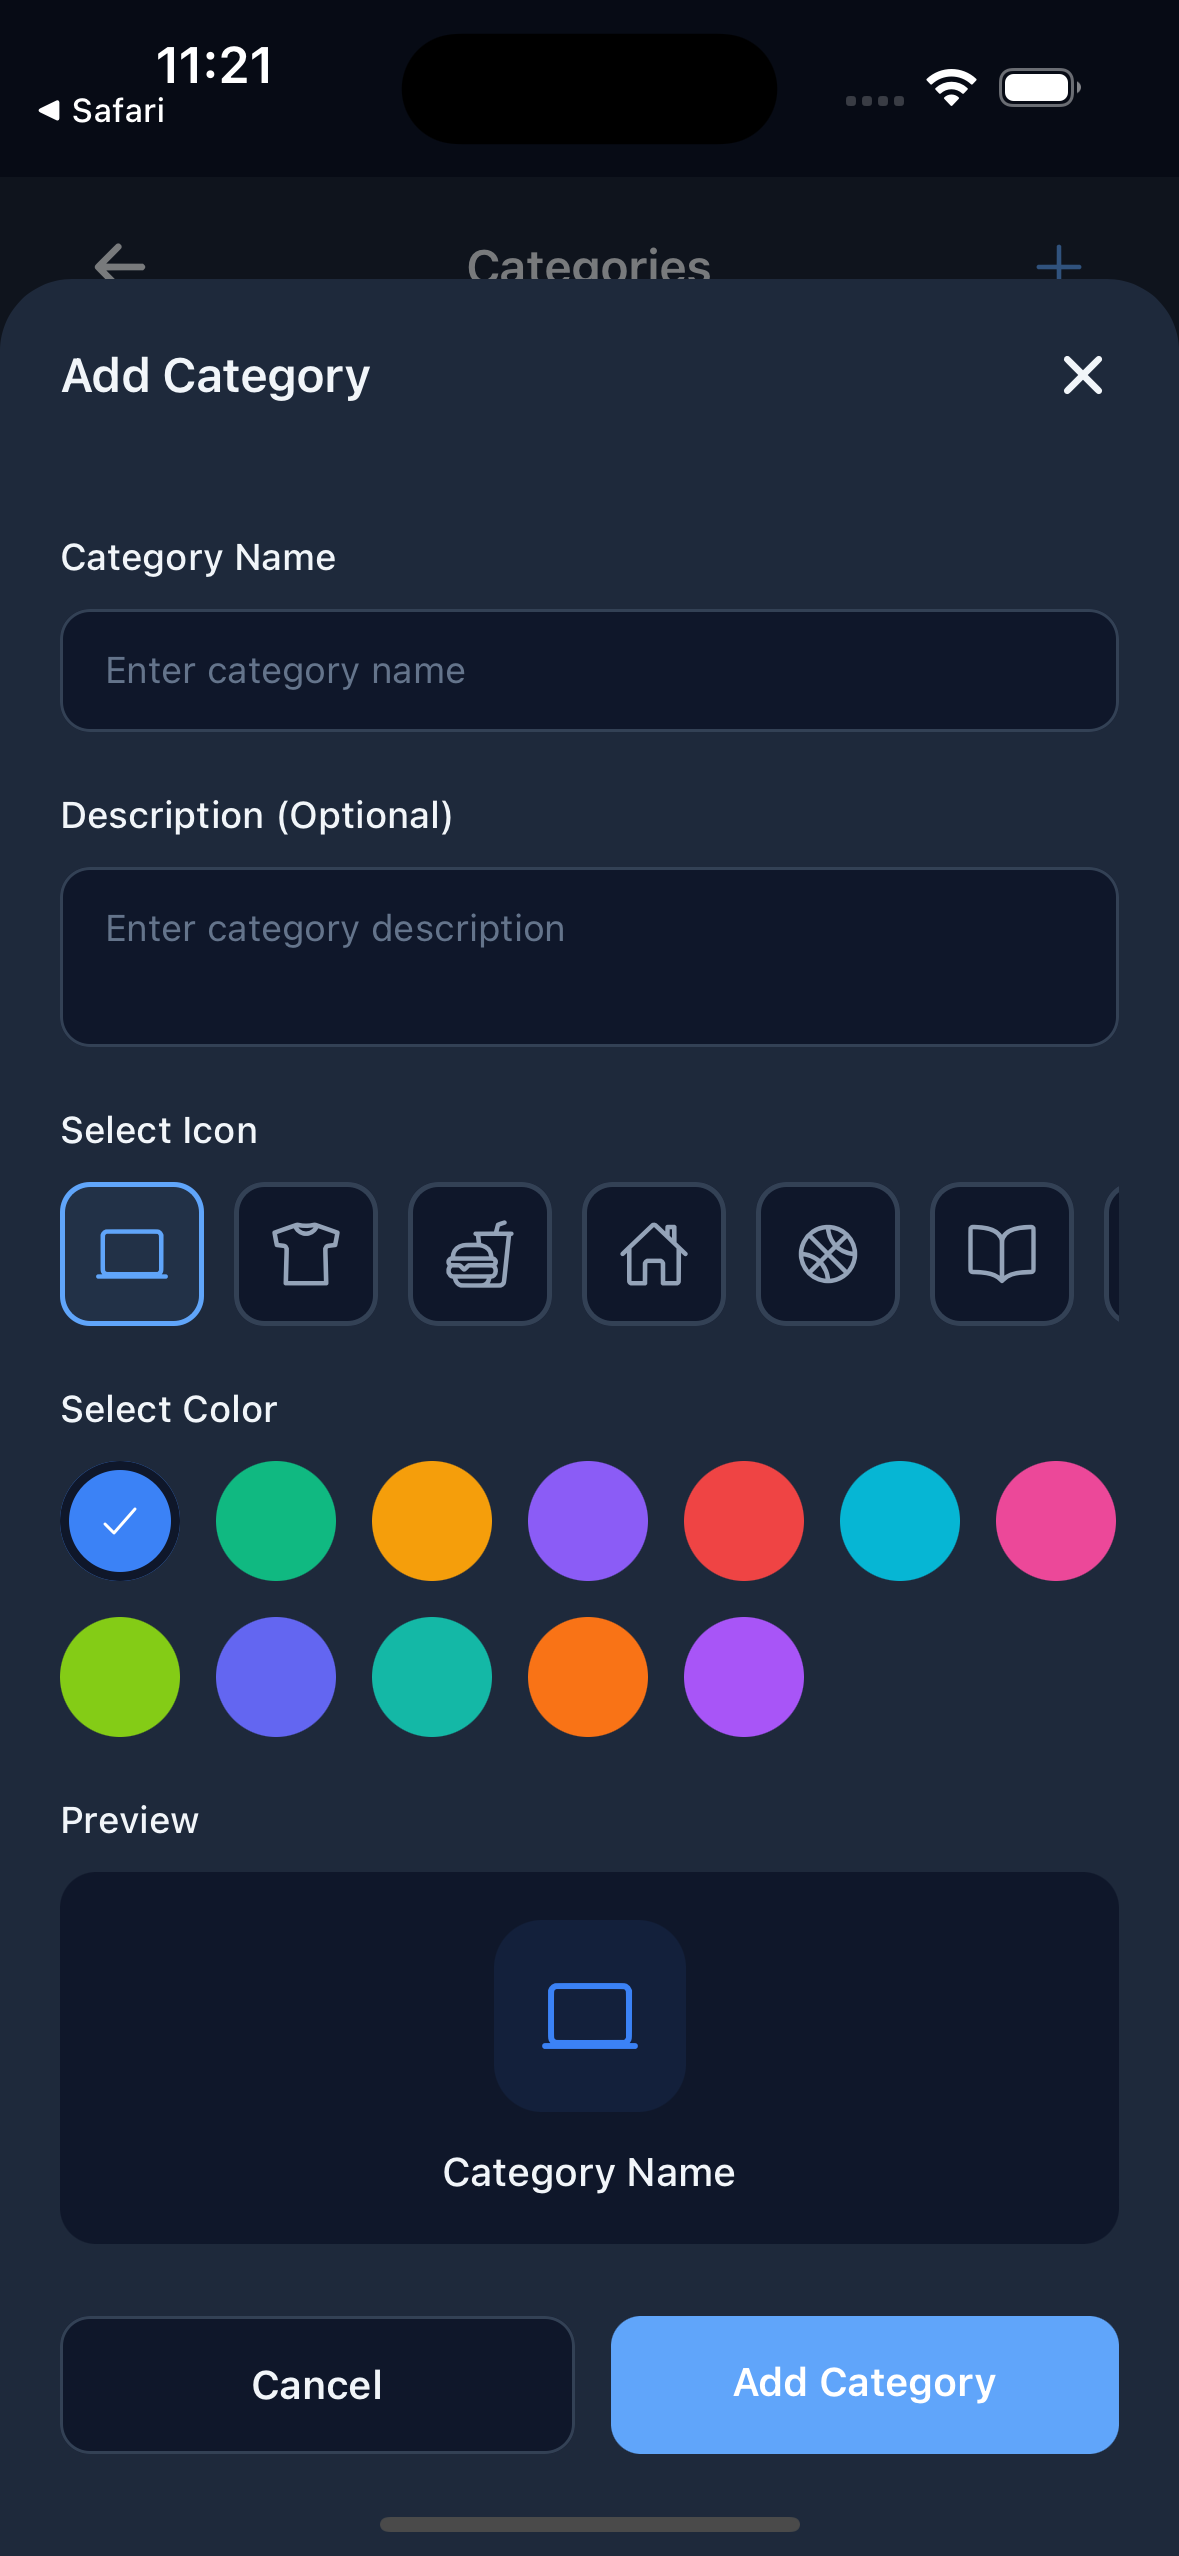 11:21
Safari
Categories
Add Category
Category Name
Enter category name
Description (Optional)
Enter category description
Select Icon
Select Color
Preview
Category Name
Cancel
Add Category